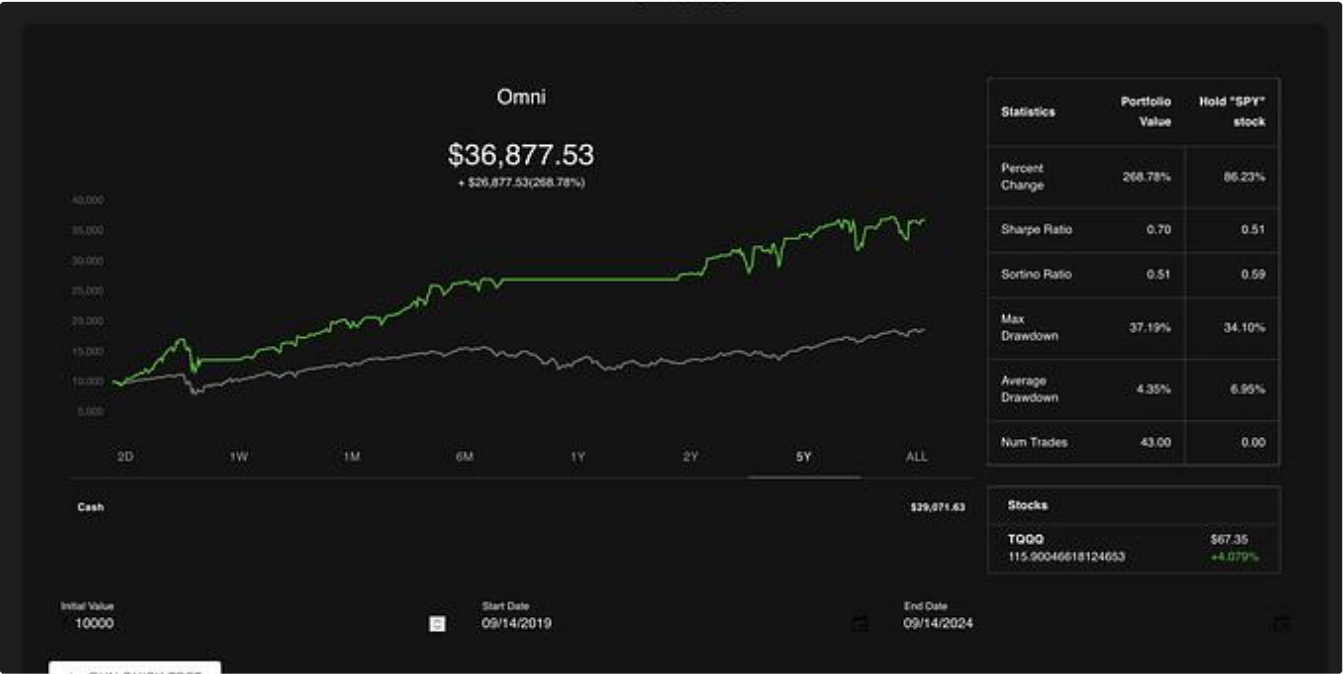 Omni
$36,877.53
+ $26,877.53(268.78%)
40,000
35,000
30,000
25,000
20,000
15,000
10,000
5,000
2D 1W 1M 6M 1Y 2Y 5Y ALL
Cash $29,071.63
Statistics Portfolio Value Hold "SPY" stock
Percent Change 268.78% 86.23%
Sharpe Ratio 0.70 0.51
Sortino Ratio 0.51 0.59
Max Drawdown 37.19% 34.10%
Average Drawdown 4.35% 6.95%
Num Trades 43.00 0.00
Stocks
TQQQ $67.35
115.90046618124653 +4.079%
Initial Value Start Date End Date
10000 09/14/2019 09/14/2024